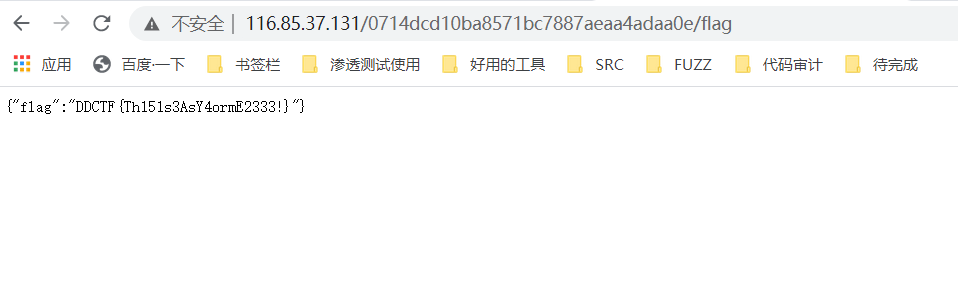 不安全 | 116.85.37.131/0714dcd10ba8571bc7887aeaa4adaa0e/flag
应用 百度一下 书签栏 渗透测试使用 好用的工具 SRC FUZZ 代码审计 待完成
{"flag":"DDCTF{Th151s3AsY4ormE2333!}"}